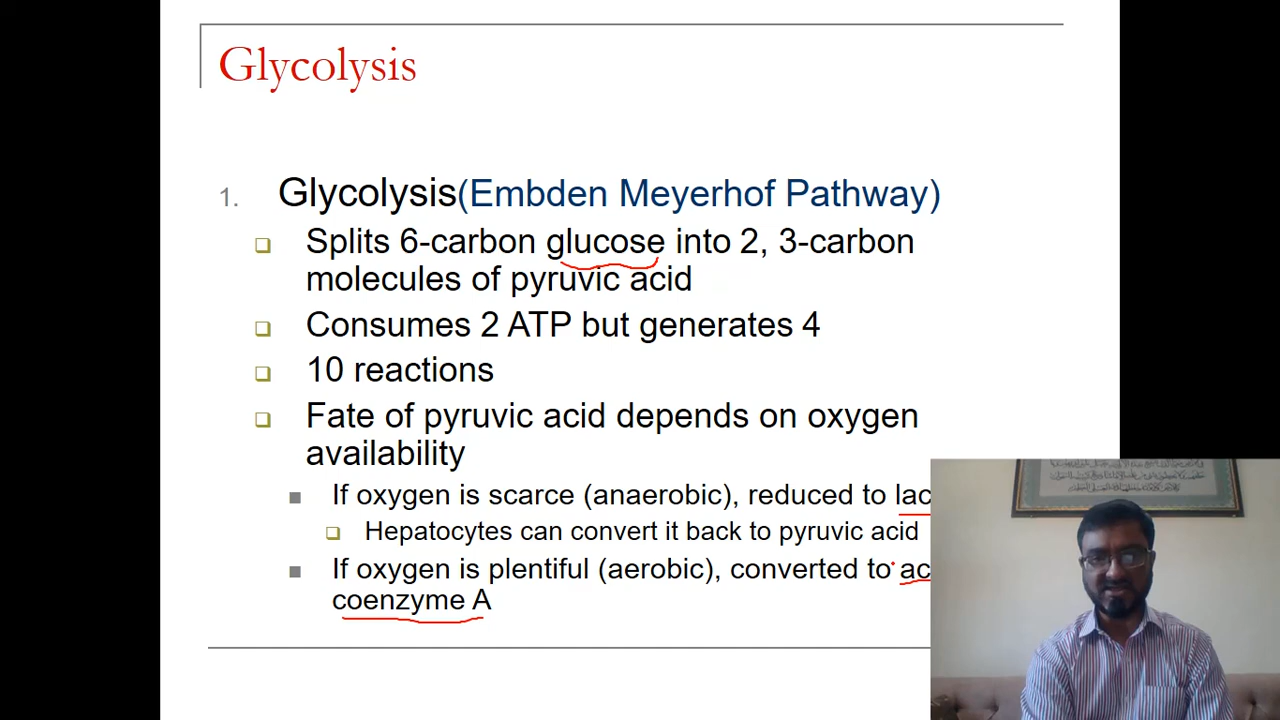 Glycolysis
1. Glycolysis(Embden Meyerhof Pathway)
Splits 6-carbon glucose into 2, 3-carbon
molecules of pyruvic acid
Consumes 2 ATP but generates 4
10 reactions
Fate of pyruvic acid depends on oxygen
availability
If oxygen is scarce (anaerobic), reduced to lac
Hepatocytes can convert it back to pyruvic acid
If oxygen is plentiful (aerobic), converted to ac
coenzyme A